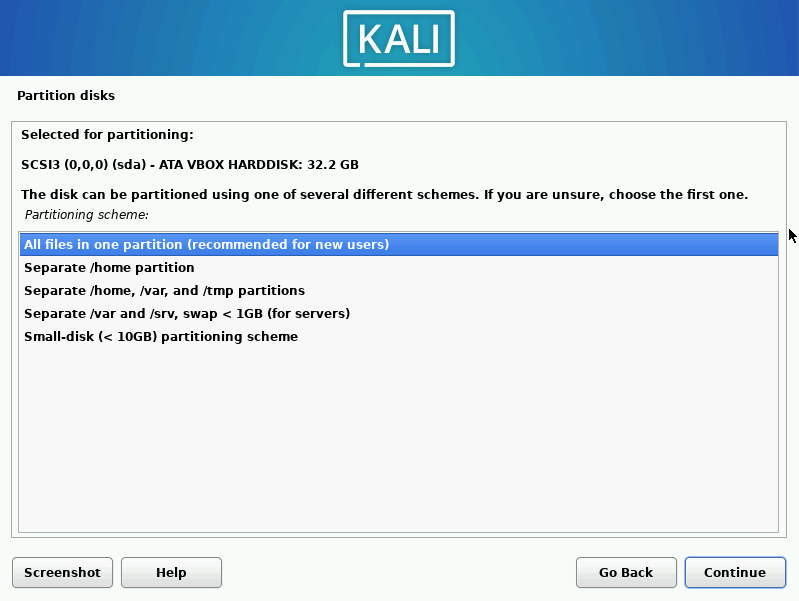 KALI
Partition disks
Selected for partitioning:
SCSI3 (0,0,0) (sda) - ATA VBOX HARDDISK: 32.2 GB
The disk can be partitioned using one of several different schemes. If you are unsure, choose the first one.
Partitioning scheme:
All files in one partition (recommended for new users)
Separate /home partition
Separate /home, /var, and /tmp partitions
Separate /var and /srv, swap < 1GB (for servers)
Small-disk (< 10GB) partitioning scheme
Screenshot Help Go Back Continue